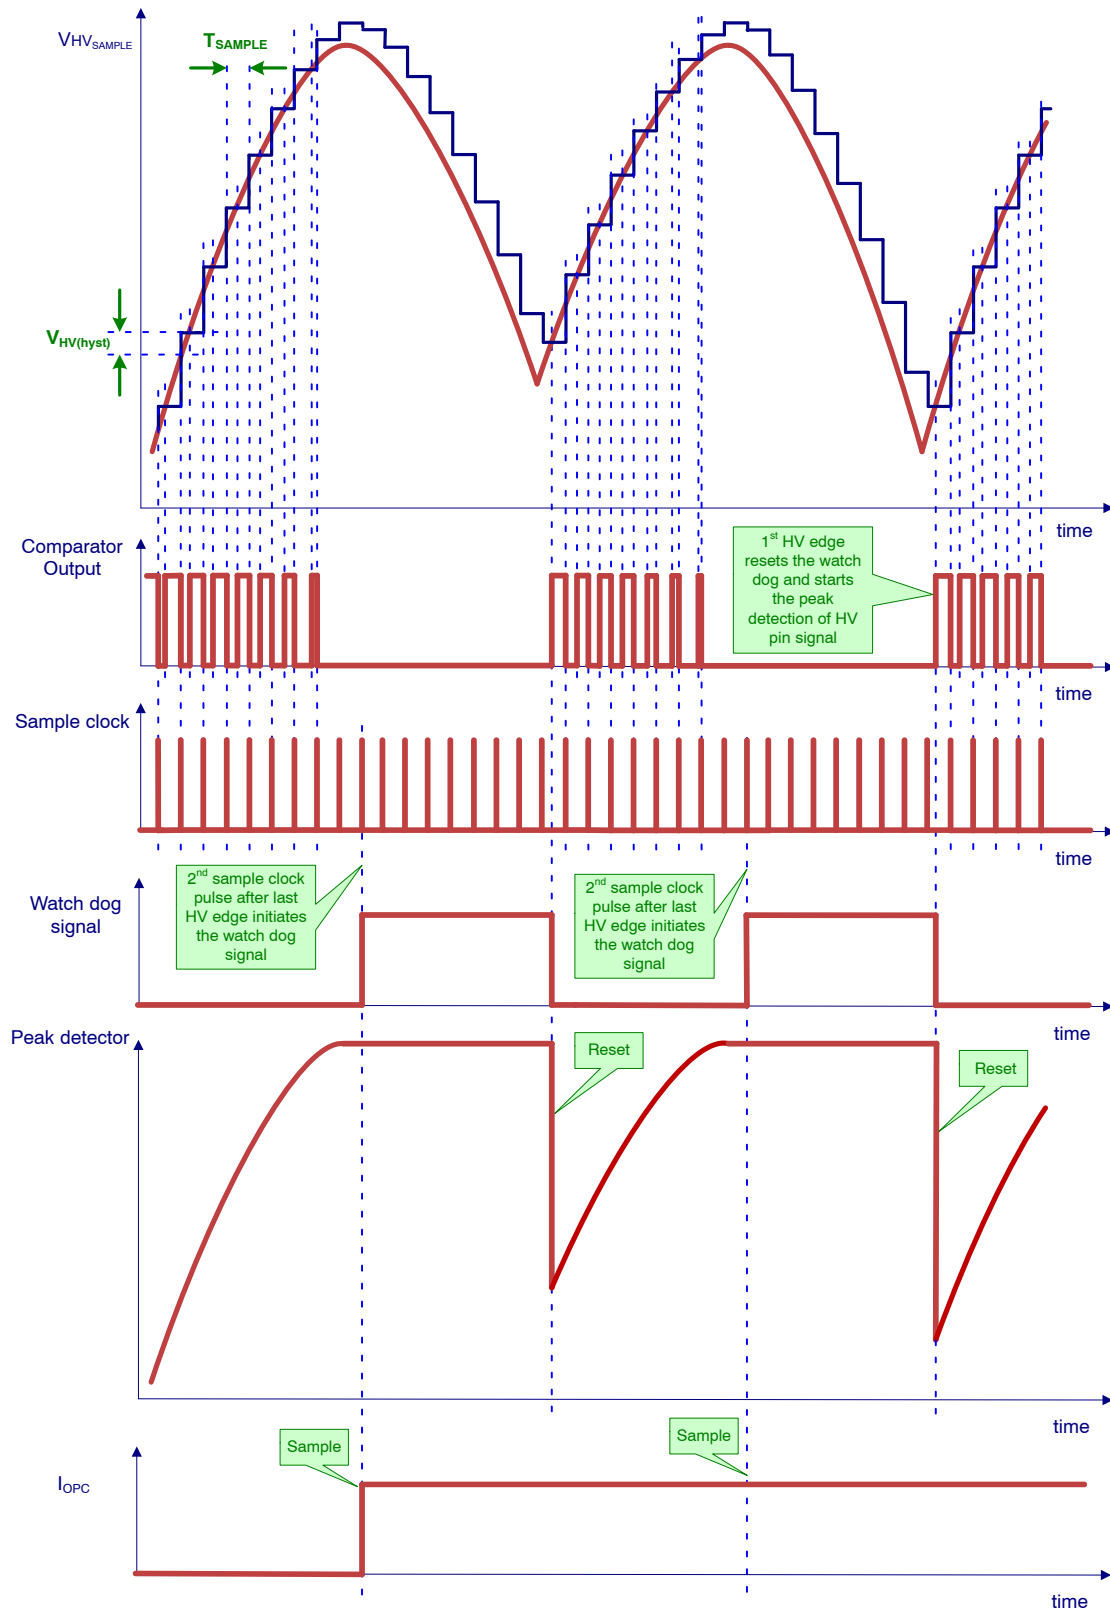 VHVSAMPLE
TSAMPLE
VHV(hyst)
time
Comparator
Output
1st HV edge
resets the watch
dog and starts
the peak
detection of HV
pin signal
time
Sample clock
time
2nd sample clock
pulse after last
HV edge initiates
the watch dog
signal
2nd sample clock
pulse after last
HV edge initiates
the watch dog
signal
Watch dog
signal
time
Peak detector
Reset
Reset
time
Sample
Sample
IOPC
time